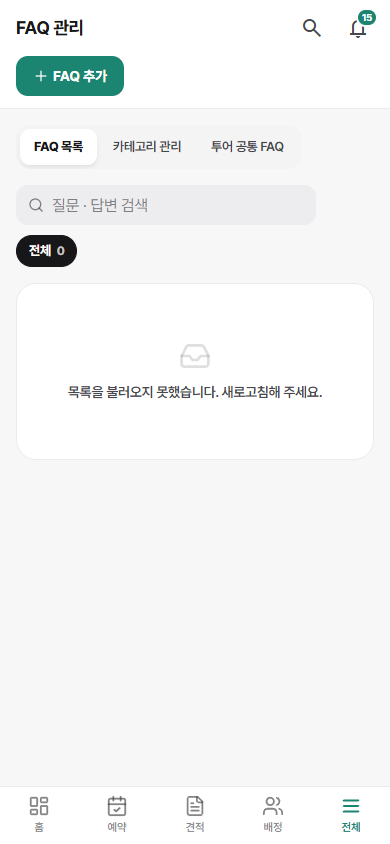 FAQ 관리
15
FAQ 추가
FAQ 목록
카테고리 관리
투어 공통 FAQ
질문 · 답변 검색
전체 0
목록을 불러오지 못했습니다. 새로고침해 주세요.
홈
예약
견적
배정
전체